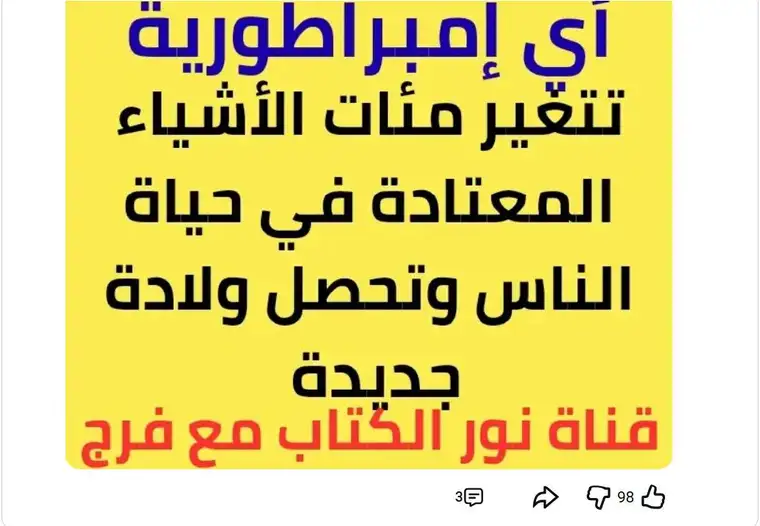 أي إمبراطورية
تتغير مئات الأشياء
المعتادة في حياة
الناس وتحصل ولادة
جديدة
قناة نور الكتاب مع فرج
3
98